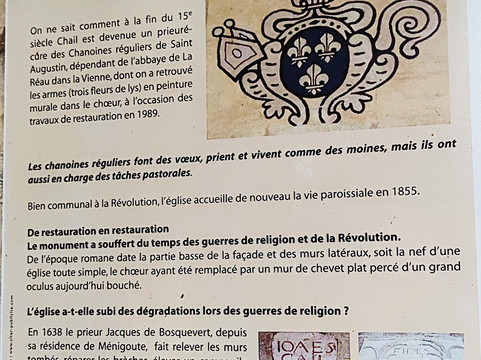 On ne sait comment à la fin du 15e
siècle Chail est devenue un prieuré-
cûre des Chanoines réguliers de Saint
Augustin, dépendant de l'abbaye de La
Réau dans la Vienne, dont on a retrouvé
les armes (trois fleurs de lys) en peinture
murale dans le chœur, à l'occasion des
travaux de restauration en 1989.
Les chanoines réguliers font des vœux, prient et vivent comme des moines, mais ils ont
aussi en charge des tâches pastorales.
Bien communal à la Révolution, l'église accueille de nouveau la vie paroissiale en 1855.
De restauration en restauration
Le monument a souffert du temps des guerres de religion et de la Révolution.
De l'époque romane date la partie basse de la façade et des murs latéraux, soit la nef d'une
église toute simple, le chœur ayant été remplacé par un mur de chevet plat percé d'un grand
oculus aujourd'hui bouché.
L'église a-t-elle subi des dégradations lors des guerres de religion ?
En 1638 le prieur Jacques de Bosquevert, depuis
sa résidence de Ménigoute, fait relever les murs
tombés, réparer les brèches, élever un